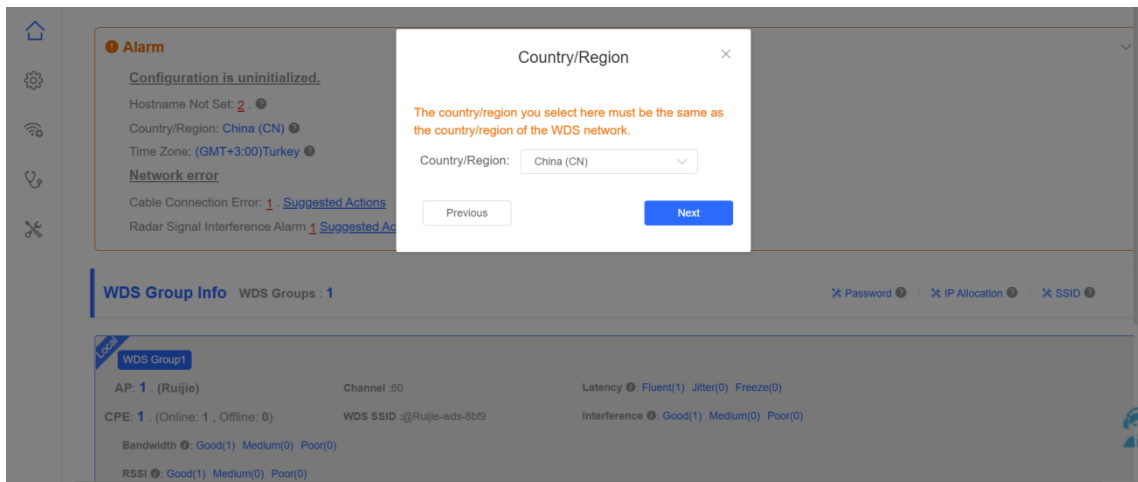 Alarm
Configuration is uninitialized.
Hostname Not Set: 2 .
Country/Region: China (CN)
Time Zone: (GMT+3:00)Turkey
Network error
Cable Connection Error: 1 . Suggested Actions
Radar Signal Interference Alarm 1 Suggested Ac
Country/Region
The country/region you select here must be the same as
the country/region of the WDS network.
Country/Region: China (CN)
Previous Next
WDS Group Info WDS Groups : 1
Password IP Allocation SSID
Local
WDS Group1
AP: 1 . (Ruijie) Channel :60 Latency : Fluent(1) Jitter(0) Freeze(0)
CPE: 1 . (Online: 1 , Offline: 0) WDS SSID :@Ruijie-wds-8bf9 Interference : Good(1) Medium(0) Poor(0)
Bandwidth : Good(1) Medium(0) Poor(0)
RSSI : Good(1) Medium(0) Poor(0)